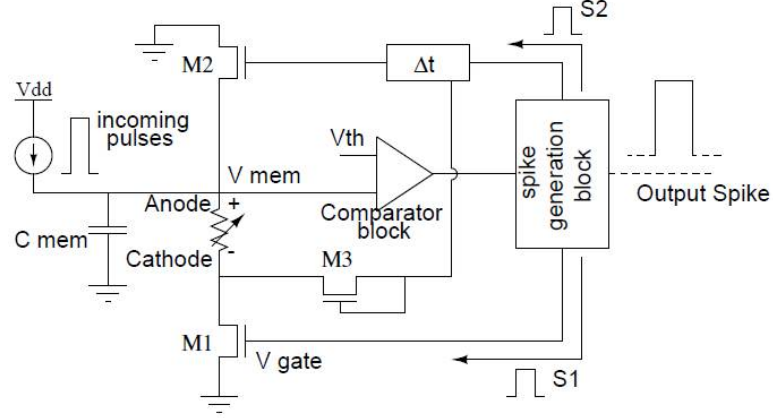 S2
M2
Δt
Vdd
incoming
pulses
Vth
V mem
spike
generation
block
Output Spike
Anode
+
Comparator
block
C mem
Cathode
-
M3
M1
V gate
S1